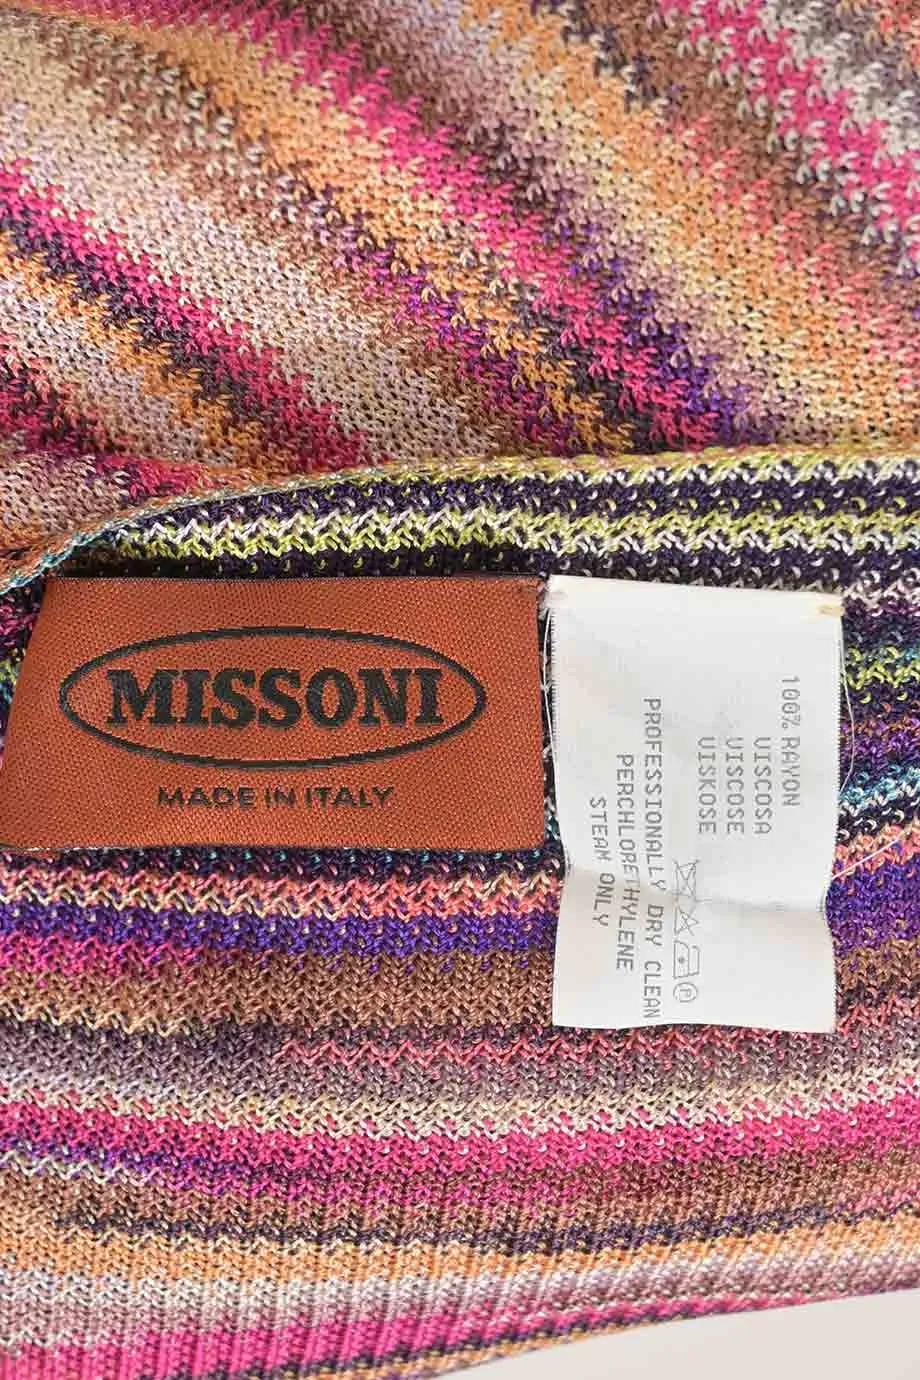 MISSONI
MADE IN ITALY
100% RAYON
VISCOSA
VISCOSE
VISKOSE
P
PROFESSIONALLY DRY CLEAN
PERCHLORETHYLENE
STEAM ONLY